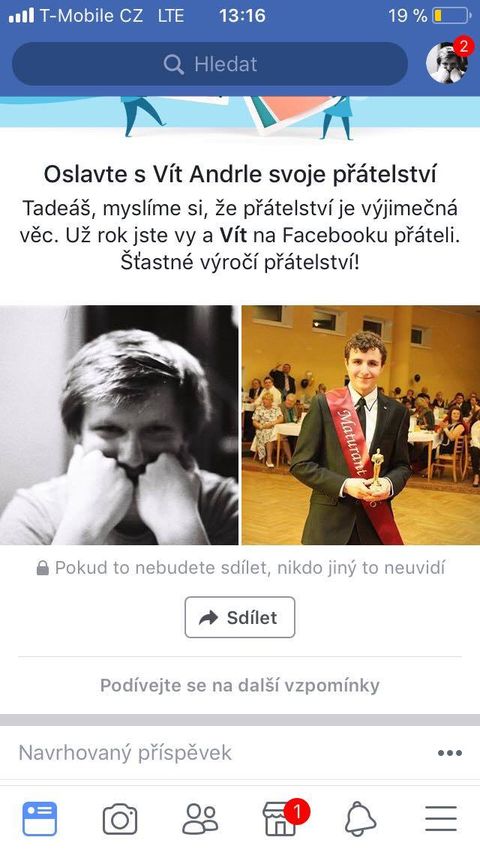 T-Mobile CZ LTE 13:16 19 %
Hledat
2
Oslavte s Vít Andrle svoje přátelství
Tadeáš, myslíme si, že přátelství je výjimečná
věc. Už rok jste vy a Vít na Facebooku přáteli.
Šťastné výročí přátelství!
Maturant
Pokud to nebudete sdílet, nikdo jiný to neuvidí
Sdílet
Podívejte se na další vzpomínky
Navrhovaný příspěvek
1